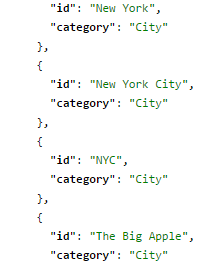 "id": "New York",
"category": "City"
},
{
"id": "New York City",
"category": "City"
},
{
"id": "NYC",
"category": "City"
},
{
"id": "The Big Apple",
"category": "City"